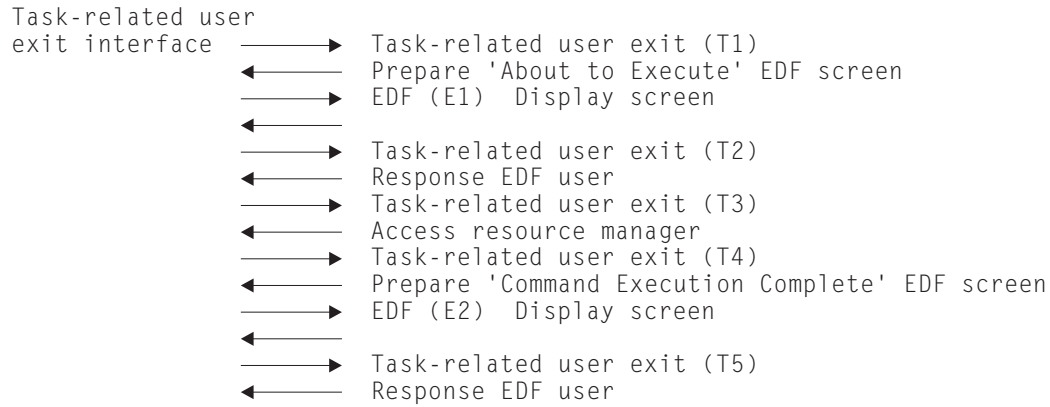 Task-related user
exit interface Task-related user exit (T1)
Prepare 'About to Execute' EDF screen
EDF (E1) Display screen
Task-related user exit (T2)
Response EDF user
Task-related user exit (T3)
Access resource manager
Task-related user exit (T4)
Prepare 'Command Execution Complete' EDF screen
EDF (E2) Display screen
Task-related user exit (T5)
Response EDF user